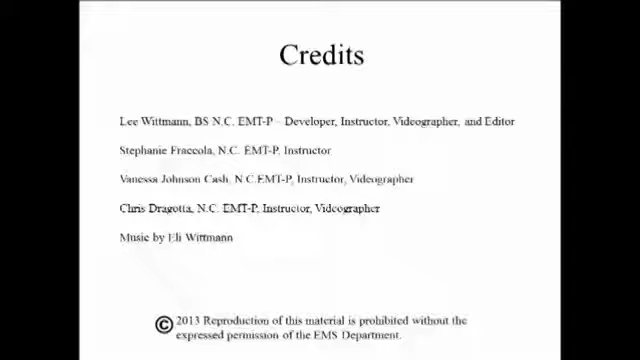 Credits
Lee Wittmann, BS N.C. EMT-P – Developer, Instructor, Videographer, and Editor
Stephanie Fraccola, N.C. EMT-P, Instructor
Vanessa Johnson Cash, N.C.EMT-P, Instructor, Videographer
Chris Dragotta, N.C. EMT-P, Instructor, Videographer
Music by Eli Wittmann
© 2013 Reproduction of this material is prohibited without the
expressed permission of the EMS Department.